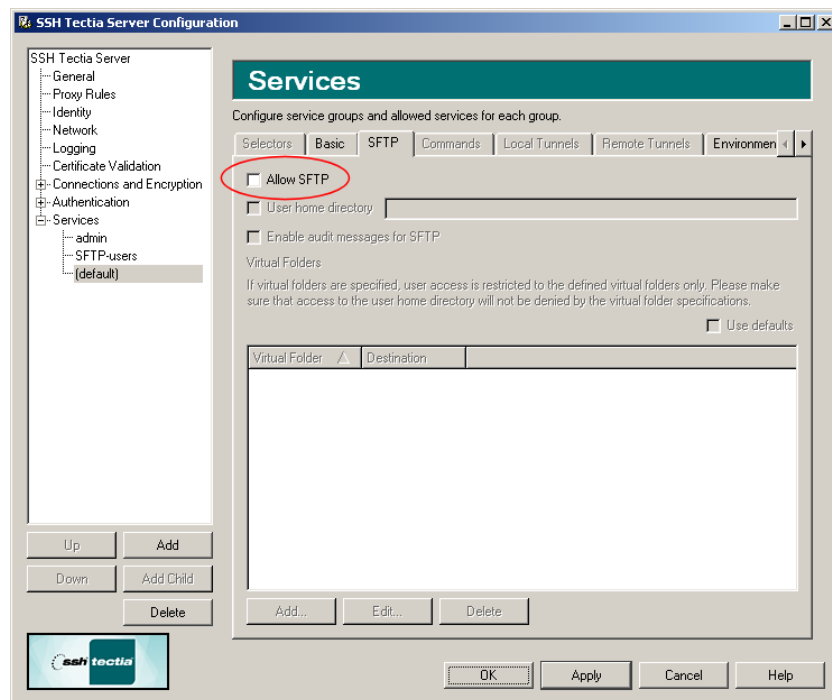 SSH Tectia Server Configuration
SSH Tectia Server
General
Proxy Rules
Identity
Network
Logging
Certificate Validation
Connections and Encryption
Authentication
Services
admin
SFTP-users
(default)
Up
Add
Down
Add Child
Delete
ssh tectia
Services
Configure service groups and allowed services for each group.
Selectors Basic SFTP Commands Local Tunnels Remote Tunnels Environmen
Allow SFTP
User home directory
Enable audit messages for SFTP
Virtual Folders
If virtual folders are specified, user access is restricted to the defined virtual folders only. Please make
sure that access to the user home directory will not be denied by the virtual folder specifications.
Use defaults
Virtual Folder Destination
Add... Edit... Delete
OK Apply Cancel Help